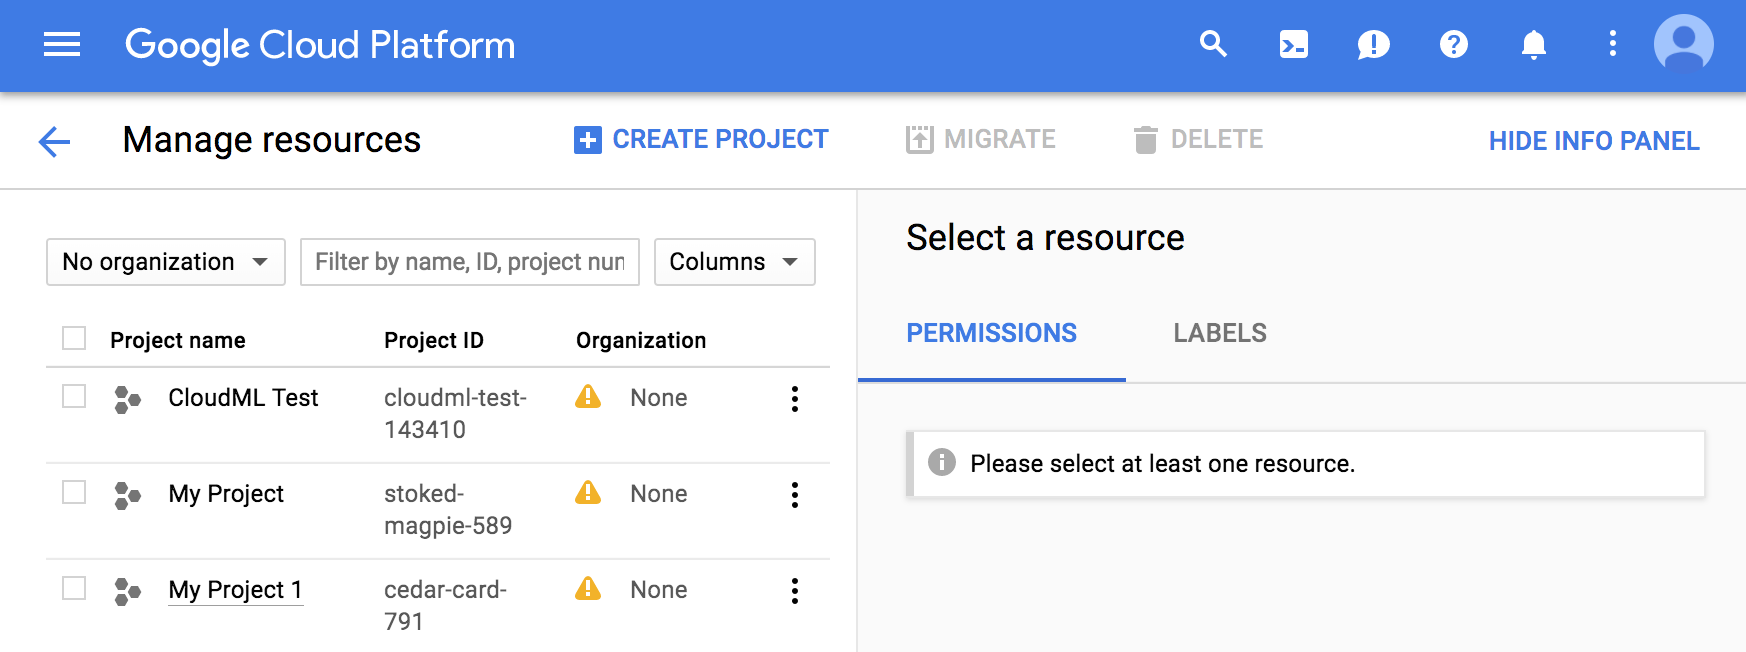 Google Cloud Platform
Manage resources
CREATE PROJECT
MIGRATE
DELETE
HIDE INFO PANEL
No organization
Filter by name, ID, project nun
Columns
Project name Project ID Organization
CloudML Test cloudml-test- None
143410
My Project stoked- None
magpie-589
My Project 1 cedar-card- None
791
Select a resource
PERMISSIONS LABELS
Please select at least one resource.